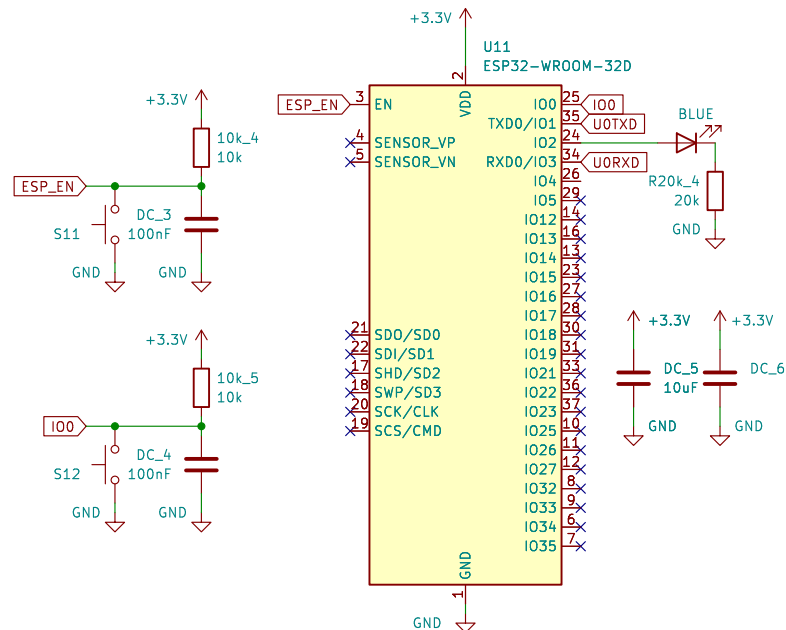 +3.3V
U11
ESP32-WROOM-32D
2
VDD
ESP_EN
3
EN
4
SENSOR_VP
5
SENSOR_VN
21
SDO/SD0
22
SDI/SD1
17
SHD/SD2
18
SWP/SD3
20
SCK/CLK
19
SCS/CMD
IO0
25
IO0
TXD0/IO1
35
U0TXD
IO2
24
RXD0/IO3
34
U0RXD
IO4
26
IO5
29
IO12
14
IO13
16
IO14
13
IO15
23
IO16
27
IO17
28
IO18
30
IO19
31
IO21
33
IO22
36
IO23
37
IO25
10
IO26
11
IO27
12
IO32
8
IO33
9
IO34
6
IO35
7
GND
1
GND
+3.3V
10k_4
10k
ESP_EN
S11
DC_3
100nF
GND
GND
+3.3V
10k_5
10k
IO0
S12
DC_4
100nF
GND
GND
BLUE
R20k_4
20k
GND
+3.3V
DC_5
10uF
GND
+3.3V
DC_6
GND